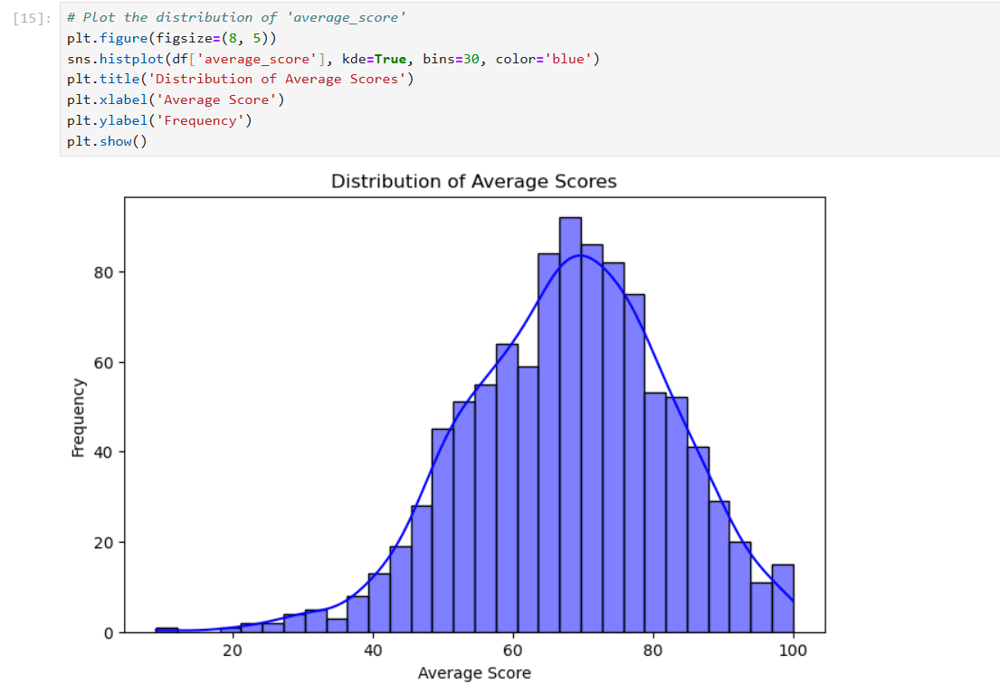 [15]:
# Plot the distribution of 'average_score'
plt.figure(figsize=(8, 5))
sns.histplot(df['average_score'], kde=True, bins=30, color='blue')
plt.title('Distribution of Average Scores')
plt.xlabel('Average Score')
plt.ylabel('Frequency')
plt.show()
Distribution of Average Scores
Frequency
80
60
40
20
0
20 40 60 80 100
Average Score